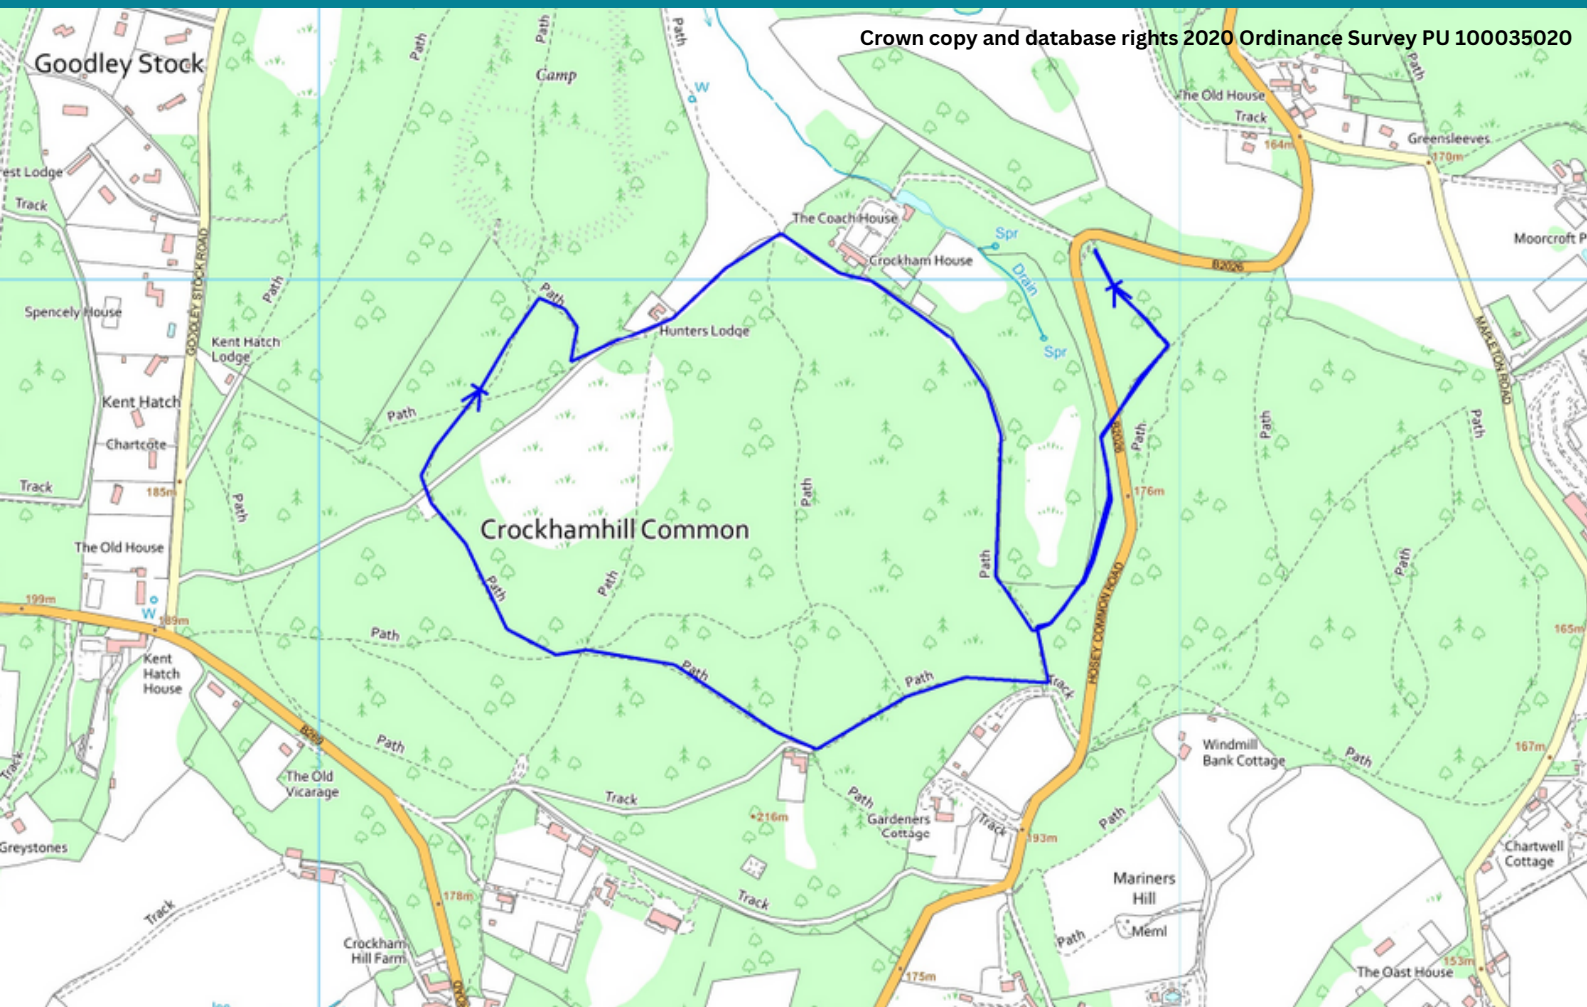 Crown copy and database rights 2020 Ordinance Survey PU 100035020
Goodley Stock
Path
Path
Path
Path
Camp
W
The Old House
Track
164m
Greensleeves
170m
est Lodge
Track
The Coach House
Spr
Moorcroft P
Crockham House
B2026
Drain
GOODLEY STOCK ROAD
Path
Path
Spencely House
Hunters Lodge
Spr
MAPLETON ROAD
Kent Hatch
Lodge
Kent Hatch
Path
Chartcote
B2026
Path
Path
Path
Track
185m
Path
Path
176m
Crockhamhill Common
The Old House
Path
Path
Path
Path
199m
W
189m
HOSEY COMMON ROAD
165m
Path
Kent
Hatch
House
Path
Path
Track
B269
Path
Windmill
Bank Cottage
167m
Path
Track
The Old
Vicarage
Track
Path
216m
Gardeners
Cottage
Track
Path
193m
Greystones
Chartwell
Cottage
Mariners
Hill
178m
Track
Track
Meml
Path
Crockham
Hill Farm
175m
153m
The Oast House
OAD